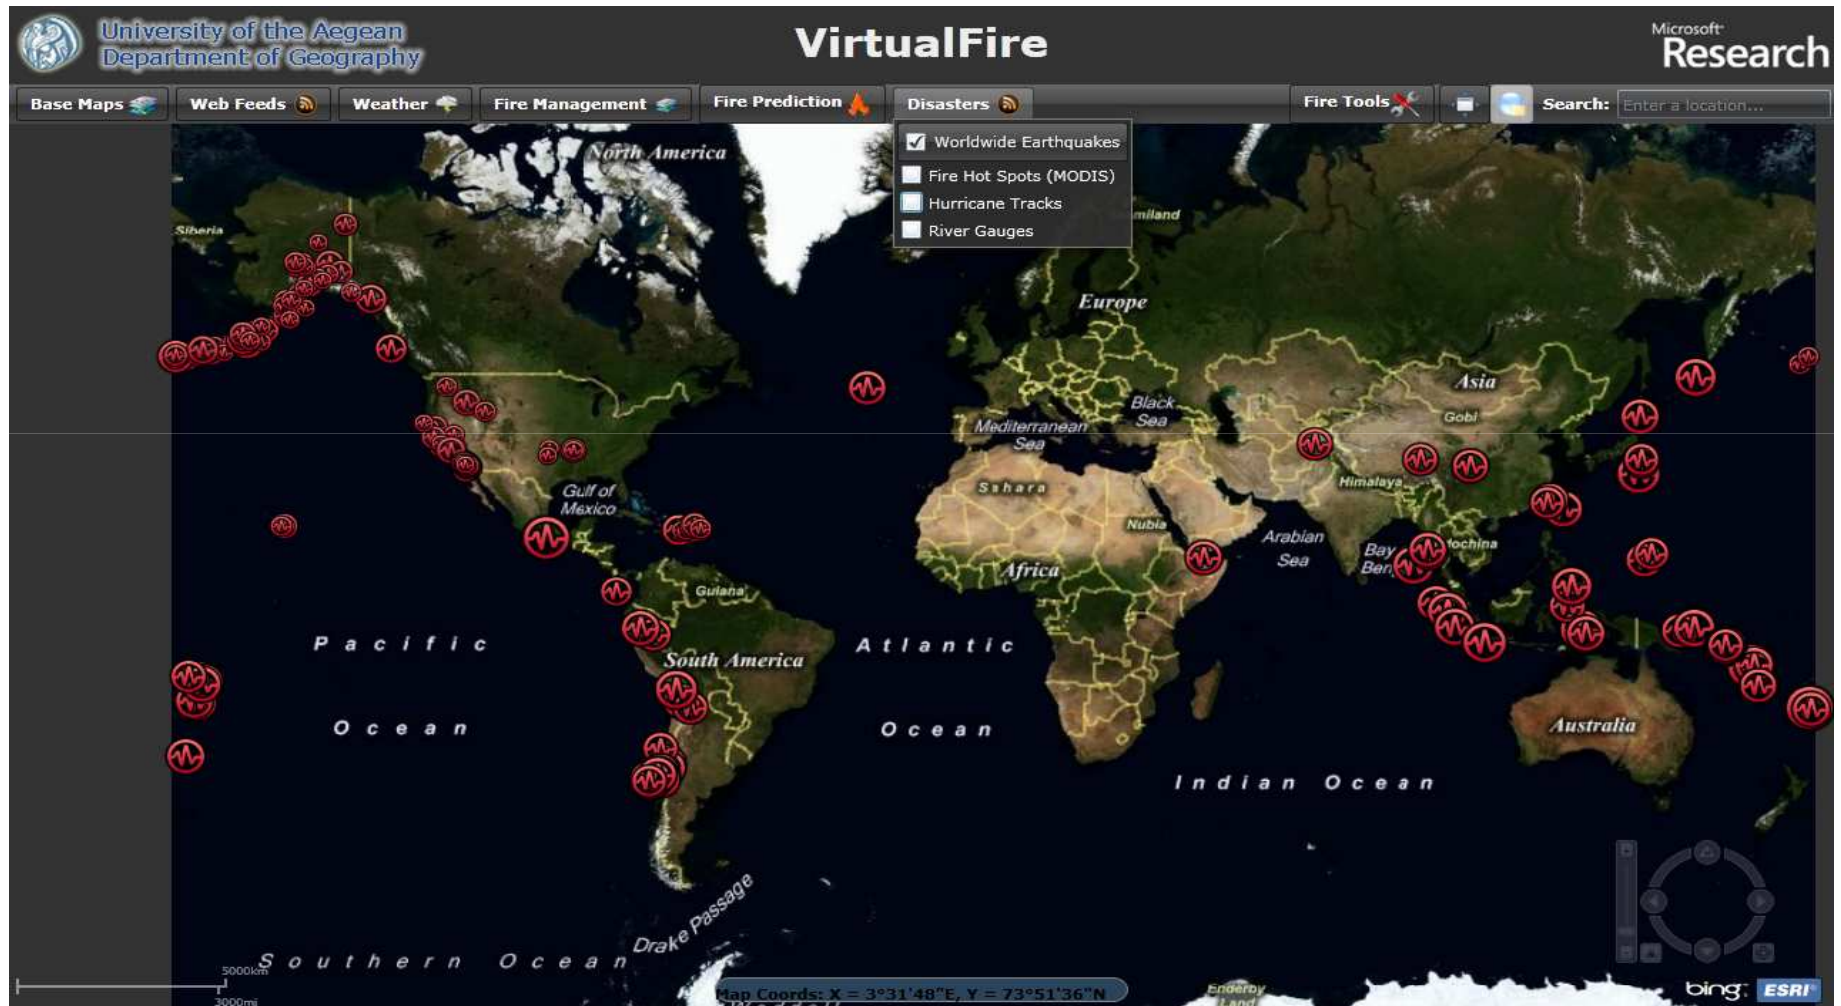 University of the Aegean
Department of Geography
VirtualFire
Microsoft
Research
Base Maps
Web Feeds
Weather
Fire Management
Fire Prediction
Disasters
Fire Tools
Search:
Enter a location...
Worldwide Earthquakes
Fire Hot Spots (MODIS)
Hurricane Tracks
River Gauges
North America
Siberia
Europe
Asia
Gobi
Black
Sea
Mediterranean
Sea
Himalaya
Sahara
Nubia
Gulf of
Mexico
Arabian
Sea
Bay
Africa
Guiana
Pacific
Ocean
Atlantic
Ocean
South America
Australia
Indian Ocean
Drake Passage
Southern Ocean
5000km
3000mi
Map Coords: X = 3°31'48"E, Y = 73°51'36"N
Enderby
Land
bing
ESRI